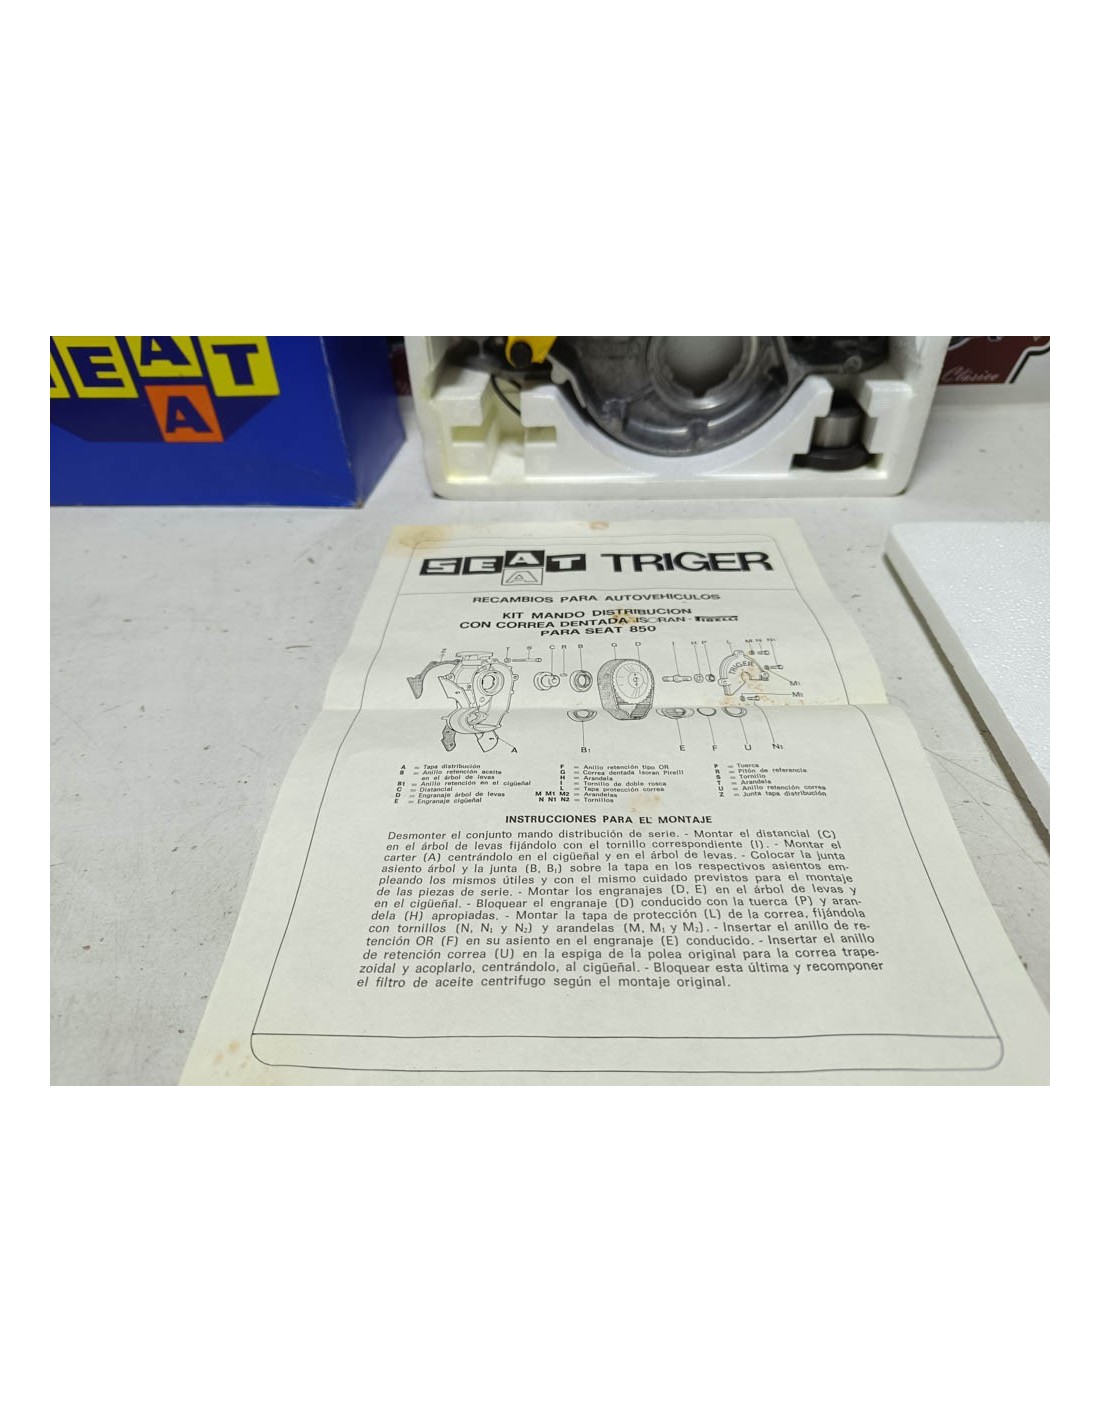 EAT
A
Clásico
SEAT TRIGER
A
RECAMBIOS PARA AUTOVEHICULOS
KIT MANDO DISTRIBUCION
CON CORREA DENTADA ISORAN - PIRELLI
PARA SEAT 850
Z T S C R B G D I H P L M N N1
TRIGER
M1
M2
A B1 E F U N2
A = Tapa distribución
B = Anillo retención aceite
en el árbol de levas
B1 = Anillo retención en el cigüeñal
C = Distancial
D = Engranaje árbol de levas
E = Engranaje cigüeñal
F = Anillo retención tipo OR
G = Correa dentada Isoran Pirelli
H = Arandela
I = Tornillo de doble rosca
L = Tapa protección correa
M M1 M2 = Arandelas
N N1 N2 = Tornillos
P = Tuerca
R = Pitón de referencia
S = Tornillo
T = Arandela
U = Anillo retención correa
Z = Junta tapa distribución
INSTRUCCIONES PARA EL MONTAJE
Desmonter el conjunto mando distribución de serie. - Montar el distancial (C)
en el árbol de levas fijándolo con el tornillo correspondiente (I). - Montar el
carter (A) centrándolo en el cigüeñal y en el árbol de levas. - Colocar la junta
asiento árbol y la junta (B, B1) sobre la tapa en los respectivos asientos em-
pleando los mismos útiles y con el mismo cuidado previstos para el montaje
de las piezas de serie. - Montar los engranajes (D, E) en el árbol de levas y
en el cigüeñal. - Bloquear el engranaje (D) conducido con la tuerca (P) y aran-
dela (H) apropiadas. - Montar la tapa de protección (L) de la correa, fijándola
con tornillos (N, N1 y N2) y arandelas (M, M1 y M2). - Insertar el anillo de re-
tención OR (F) en su asiento en el engranaje (E) conducido. - Insertar el anillo
de retención correa (U) en la espiga de la polea original para la correa trape-
zoidal y acoplarlo, centrándolo, al cigüeñal. - Bloquear esta última y recomponer
el filtro de aceite centrifugo según el montaje original.